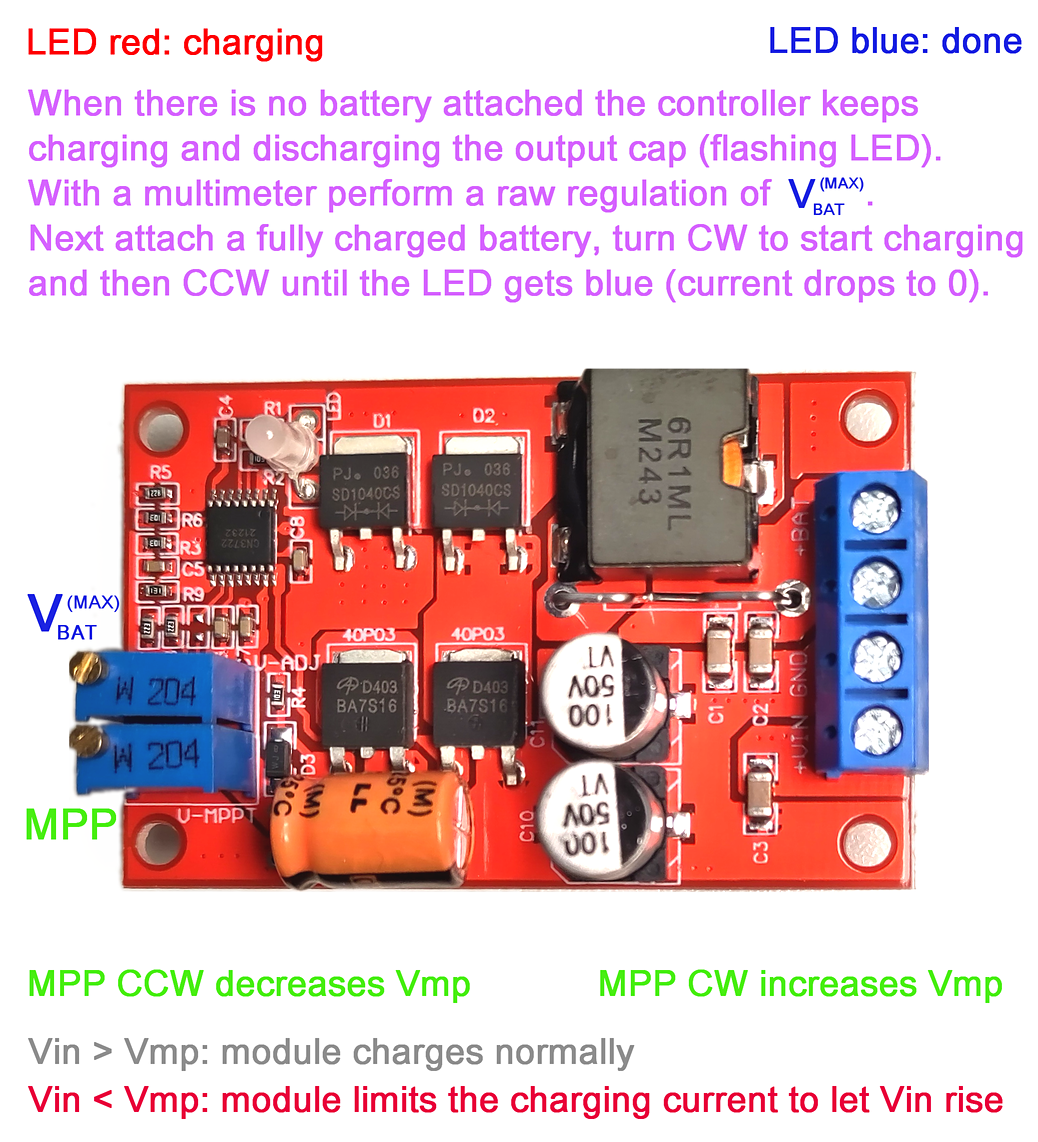 LED red: charging
LED blue: done
When there is no battery attached the controller keeps
charging and discharging the output cap (flashing LED).
With a multimeter perform a raw regulation of V BAT (MAX).
Next attach a fully charged battery, turn CW to start charging
and then CCW until the LED gets blue (current drops to 0).
C4
R1
LED
D1
D2
6R1ML
M243
R2
PJ 036
SD1040CS
PJ 036
SD1040CS
R5
R6
R3
C5
R9
CN3722
21232
C8
+BAT
V BAT (MAX)
V-ADJ
40P03
40P03
W 204
R4
D403
BA7S16
D403
BA7S16
100
50V
VT
C11
C1
C2
GND
+VIN
W 204
D3
MPP
V-MPPT
(M)
LL
(M)
100
50V
VT
C10
C3
MPP CCW decreases Vmp
MPP CW increases Vmp
Vin > Vmp: module charges normally
Vin < Vmp: module limits the charging current to let Vin rise